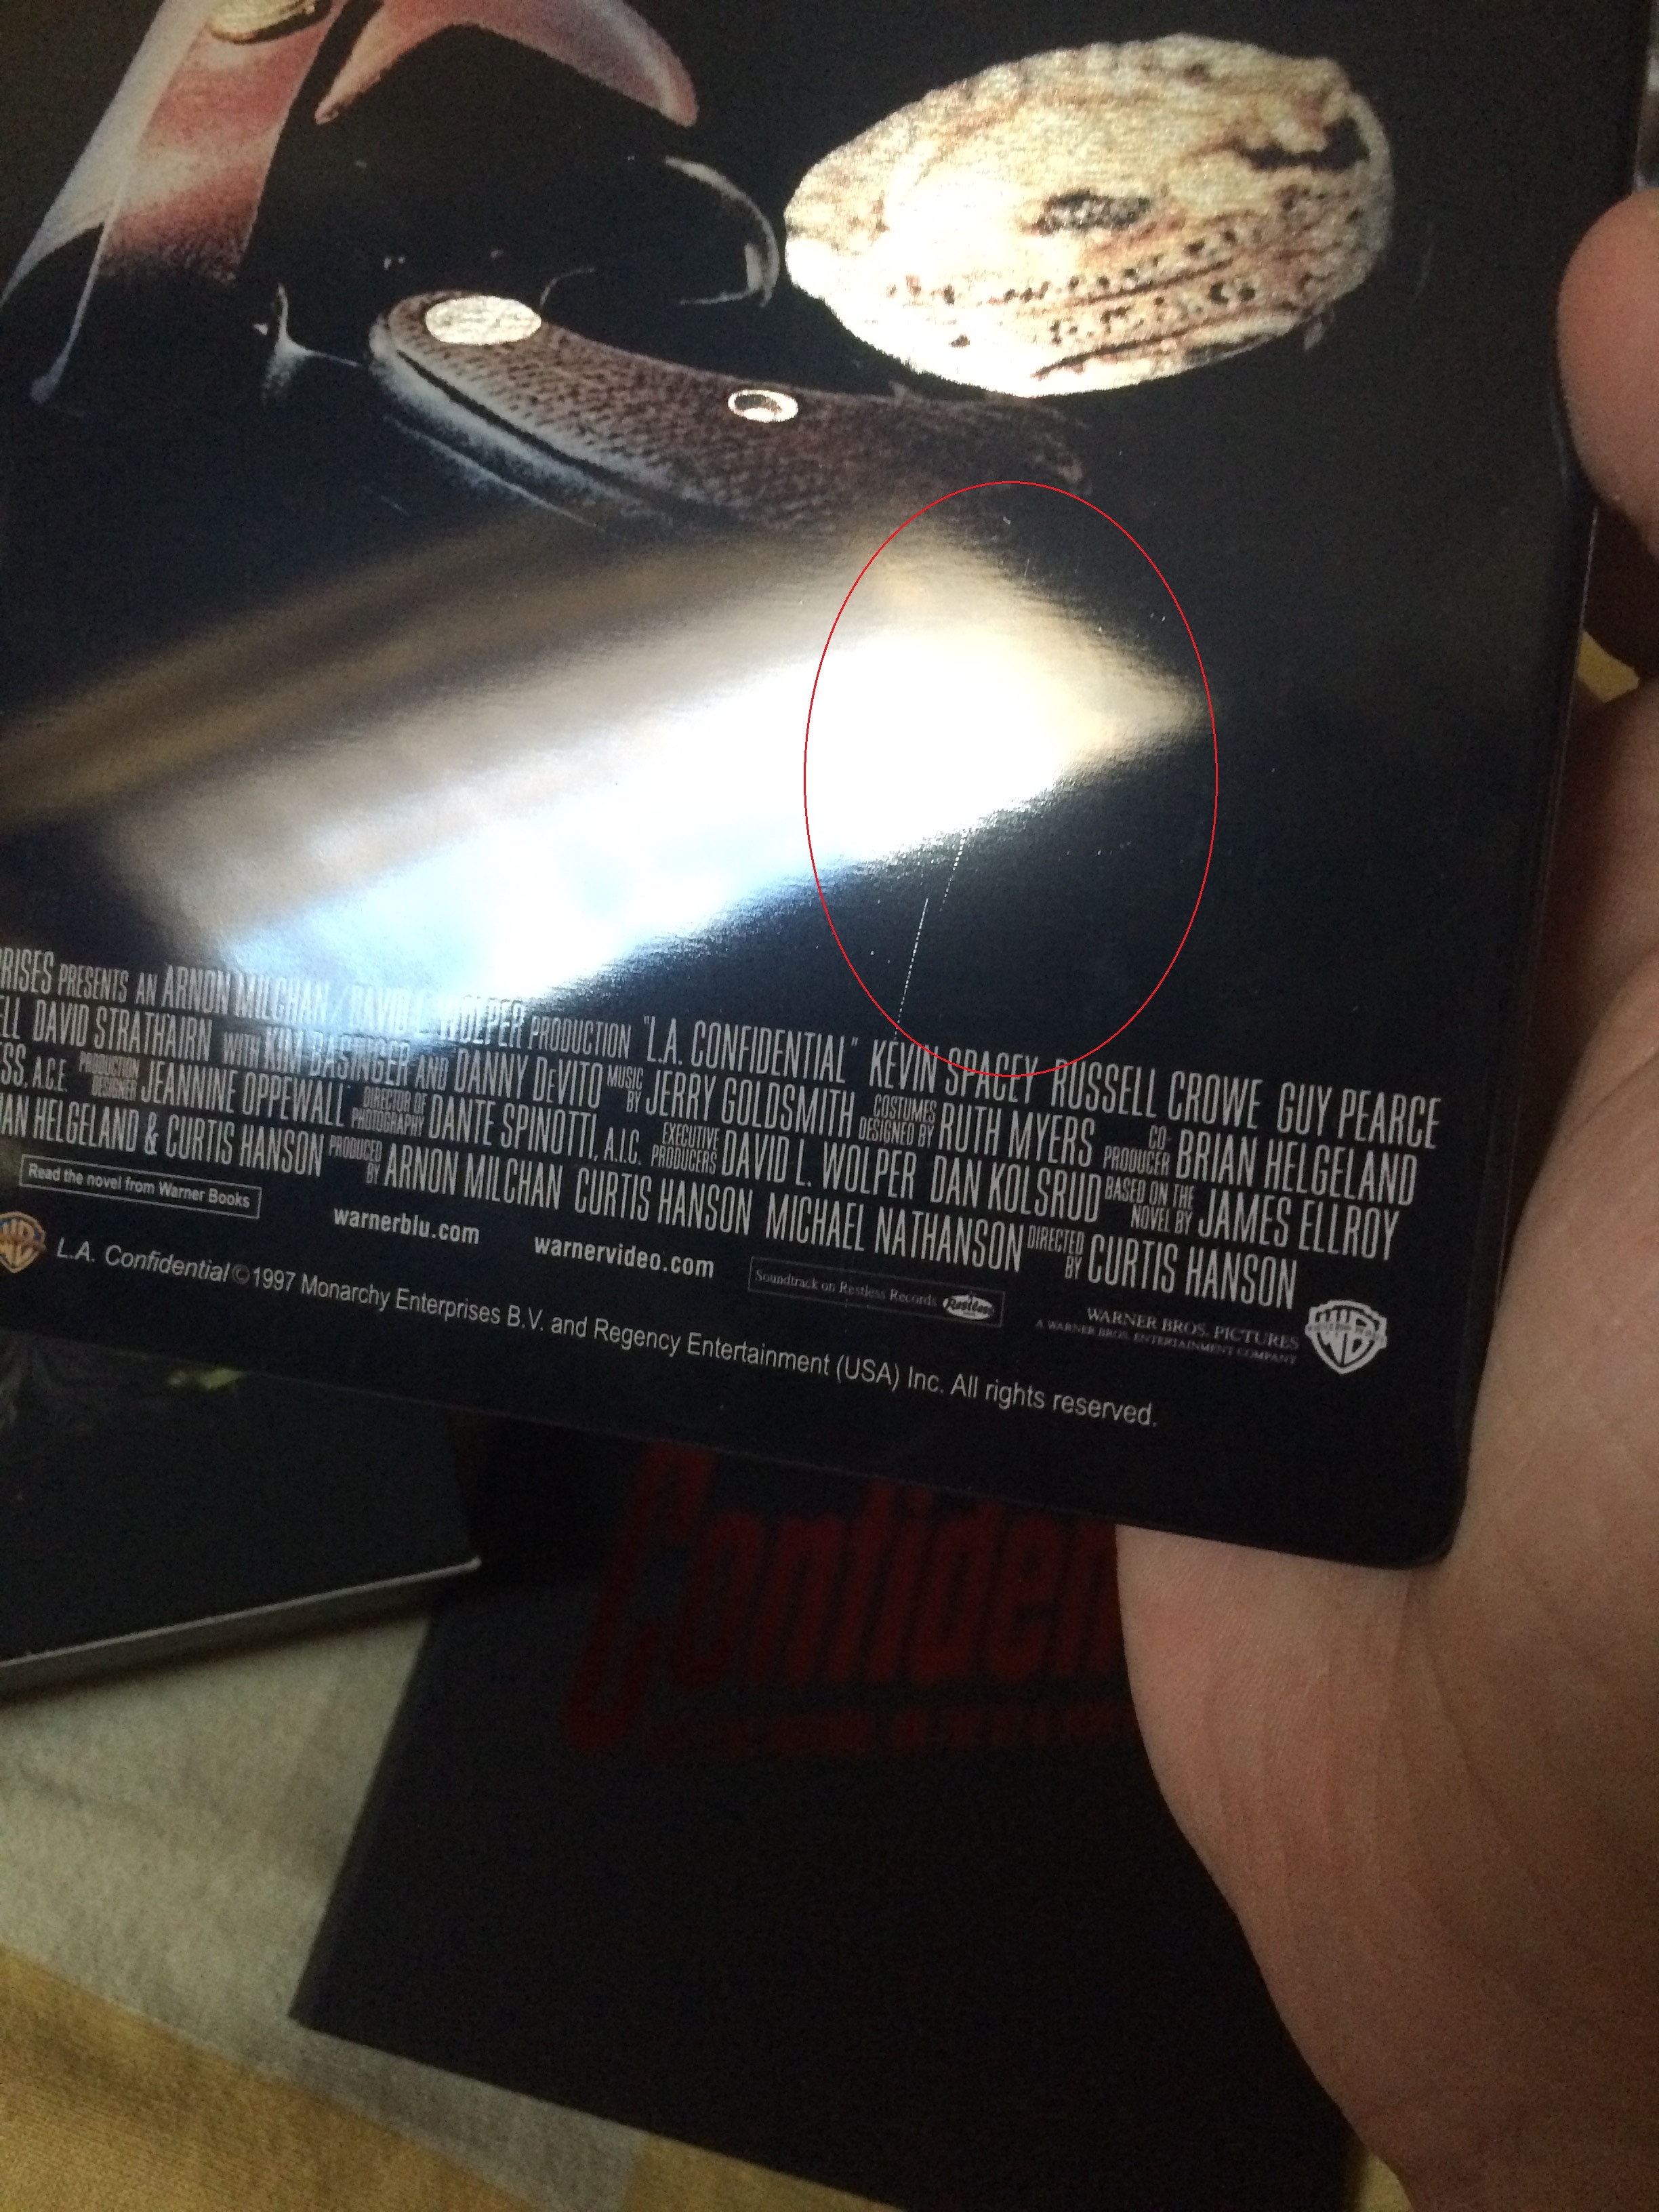 RISES PRESENTS AN ARNON MILCHAN / DAVID L. WOLPER PRODUCTION "L.A. CONFIDENTIAL" KEVIN SPACEY RUSSELL CROWE GUY PEARCE
DAVID STRATHAIRN WITH KIM BASINGER AND DANNY DeVITO MUSIC BY JERRY GOLDSMITH COSTUMES DESIGNED BY RUTH MYERS CO-PRODUCER BRIAN HELGELAND
A.C.E. PRODUCTION DESIGNER JEANNINE OPPEWALL DIRECTOR OF PHOTOGRAPHY DANTE SPINOTTI, A.I.C. EXECUTIVE PRODUCERS DAVID L. WOLPER DAN KOLSRUD BASED ON THE NOVEL BY JAMES ELLROY
HELGELAND & CURTIS HANSON PRODUCED BY ARNON MILCHAN CURTIS HANSON MICHAEL NATHANSON DIRECTED BY CURTIS HANSON
Read the novel from Warner Books
warnerblu.com
warnervideo.com
Soundtrack on Restless Records Restless
WARNER BROS. PICTURES
A WARNER BROS. ENTERTAINMENT COMPANY
L.A. Confidential © 1997 Monarchy Enterprises B.V. and Regency Entertainment (USA) Inc. All rights reserved.
Confiden